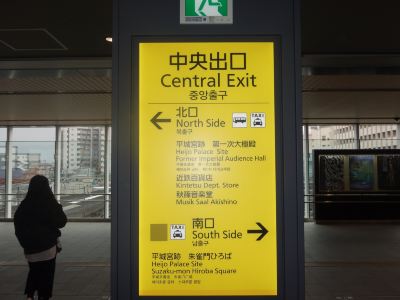 中央出口
Central Exit
중앙출구
北口
North Side
북출구
TAXI
平城宮跡 第一次大極殿
Heijo Palace Site
Former Imperial Audience Hall
近鉄百貨店
Kintetsu Dept. Store
秋篠音楽堂
Musik Saal Akishino
南口
South Side
남출구
TAXI
平城宮跡 朱雀門ひろば
Heijo Palace Site
Suzaku-mon Hiroba Square